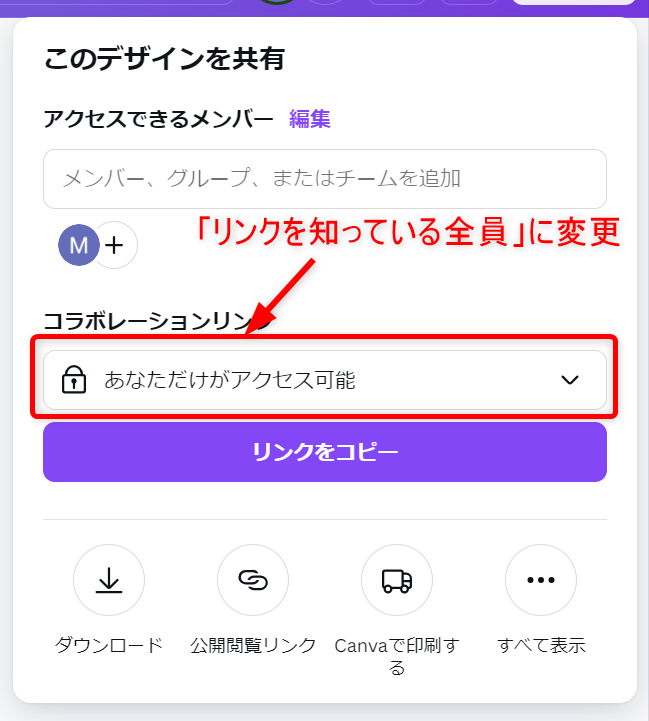 このデザインを共有
アクセスできるメンバー 編集
メンバー、グループ、またはチームを追加
M
「リンクを知っている全員」に変更
コラボレーションリンク
あなただけがアクセス可能
リンクをコピー
ダウンロード
公開閲覧リンク
Canvaで印刷す
る
すべて表示